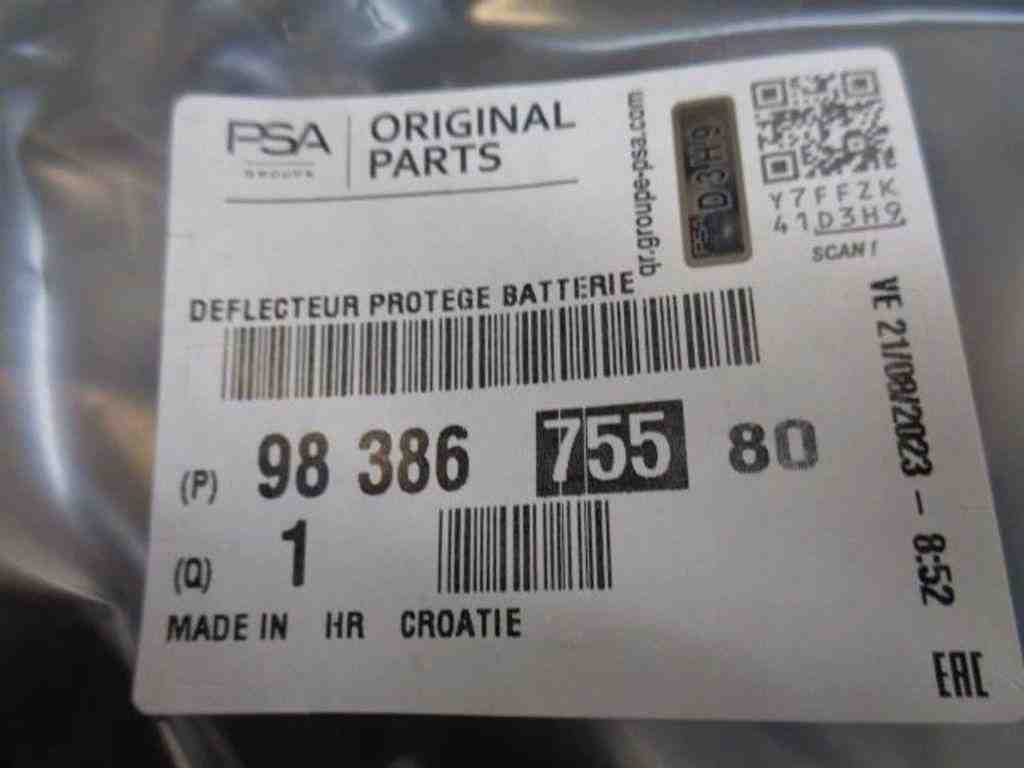 PSA
GROUPE
ORIGINAL
PARTS
qr.groupe-psa.com
PSA D3H9
Y7FFZK
41D3H9
SCAN !
DEFLECTEUR PROTEGE BATTERIE
(P) 98 386 755 80
(Q) 1
MADE IN HR CROATIE
VE 21/09/2023 – 8:52
EAC